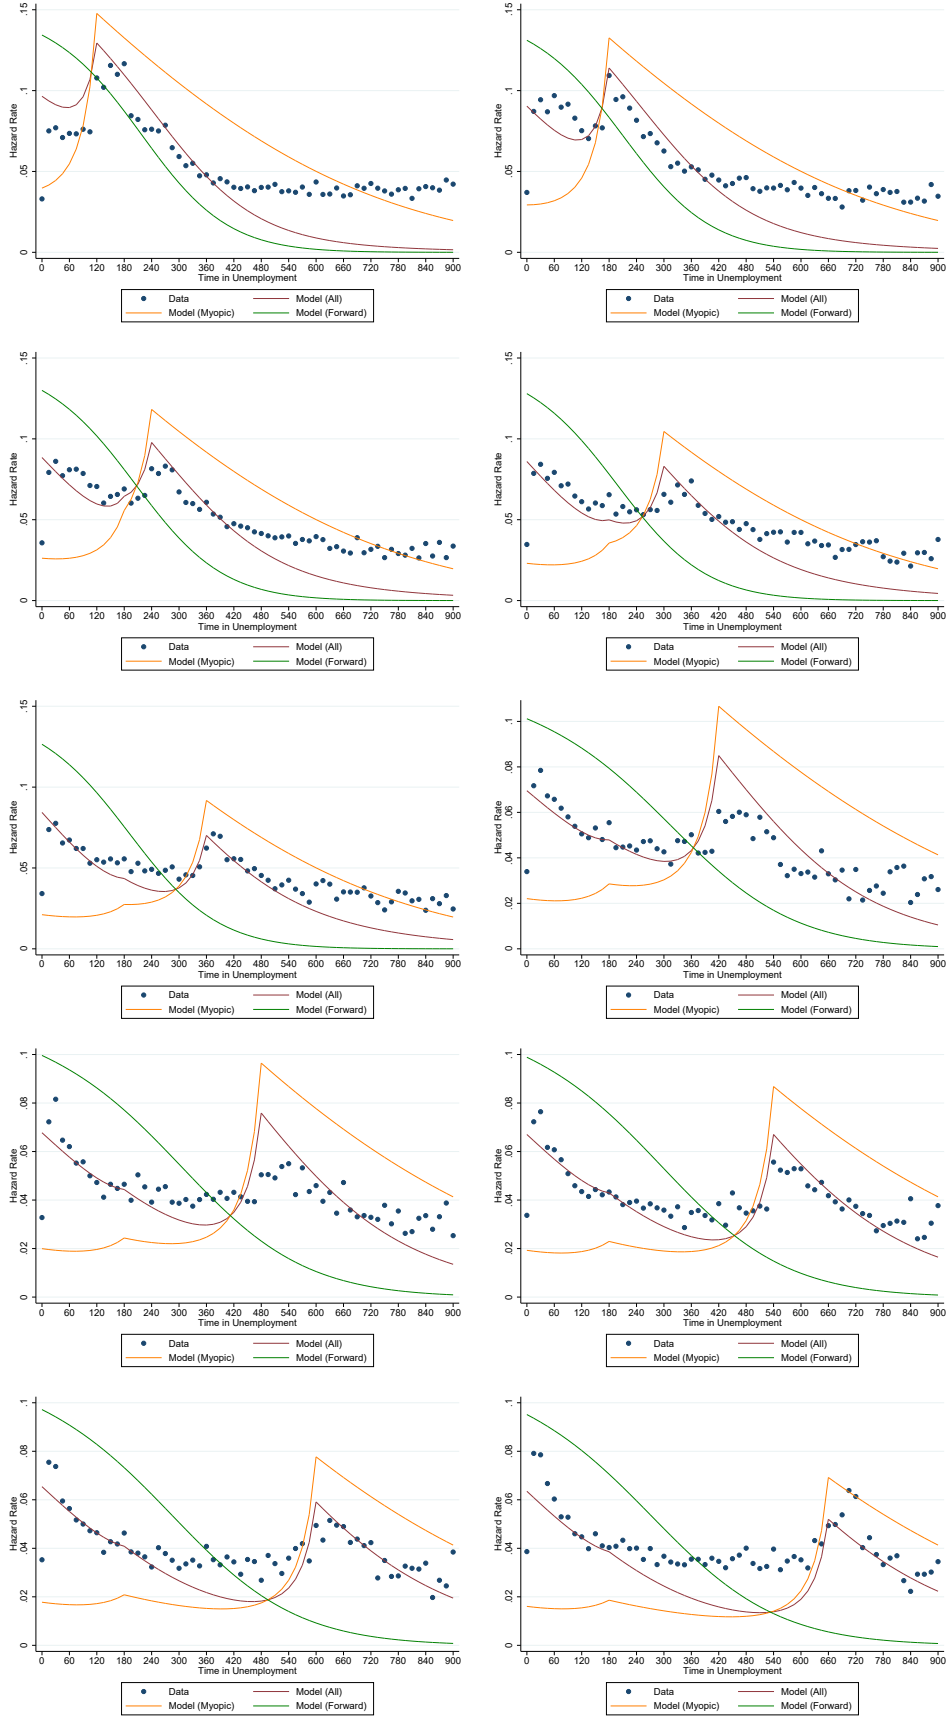 Hazard Rate
.15
.1
.05
0
0 60 120 180 240 300 360 420 480 540 600 660 720 780 840 900
Time in Unemployment
Data Model (All)
Model (Myopic) Model (Forward)
Hazard Rate
.15
.1
.05
0
0 60 120 180 240 300 360 420 480 540 600 660 720 780 840 900
Time in Unemployment
Data Model (All)
Model (Myopic) Model (Forward)
Hazard Rate
.15
.1
.05
0
0 60 120 180 240 300 360 420 480 540 600 660 720 780 840 900
Time in Unemployment
Data Model (All)
Model (Myopic) Model (Forward)
Hazard Rate
.15
.1
.05
0
0 60 120 180 240 300 360 420 480 540 600 660 720 780 840 900
Time in Unemployment
Data Model (All)
Model (Myopic) Model (Forward)
Hazard Rate
.15
.1
.05
0
0 60 120 180 240 300 360 420 480 540 600 660 720 780 840 900
Time in Unemployment
Data Model (All)
Model (Myopic) Model (Forward)
Hazard Rate
.1
.08
.06
.04
.02
0
0 60 120 180 240 300 360 420 480 540 600 660 720 780 840 900
Time in Unemployment
Data Model (All)
Model (Myopic) Model (Forward)
Hazard Rate
.1
.08
.06
.04
.02
0
0 60 120 180 240 300 360 420 480 540 600 660 720 780 840 900
Time in Unemployment
Data Model (All)
Model (Myopic) Model (Forward)
Hazard Rate
.1
.08
.06
.04
.02
0
0 60 120 180 240 300 360 420 480 540 600 660 720 780 840 900
Time in Unemployment
Data Model (All)
Model (Myopic) Model (Forward)
Hazard Rate
.1
.08
.06
.04
.02
0
0 60 120 180 240 300 360 420 480 540 600 660 720 780 840 900
Time in Unemployment
Data Model (All)
Model (Myopic) Model (Forward)
Hazard Rate
.1
.08
.06
.04
.02
0
0 60 120 180 240 300 360 420 480 540 600 660 720 780 840 900
Time in Unemployment
Data Model (All)
Model (Myopic) Model (Forward)